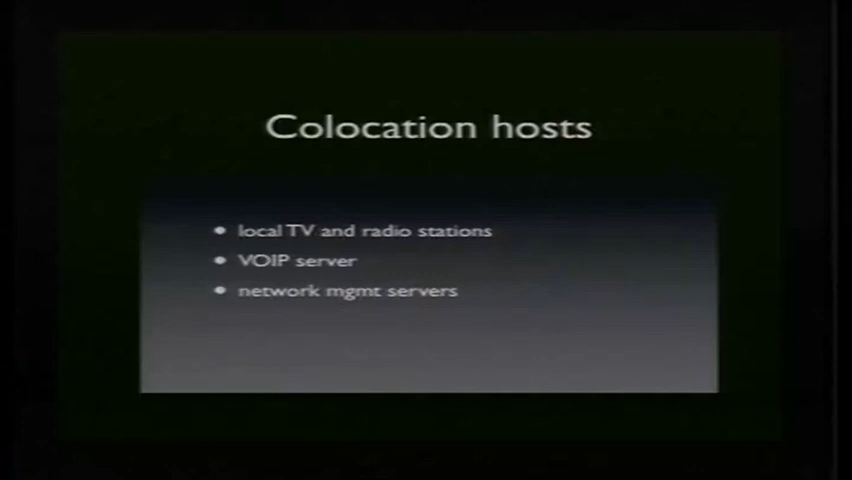 Colocation hosts
• local TV and radio stations
• VOIP server
• network mgmt servers